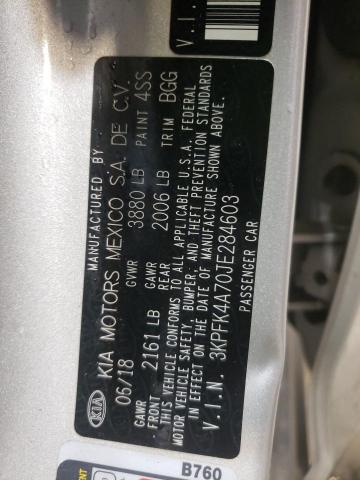 MANUFACTURED BY
KIA KIA MOTORS MEXICO S.A. DE C.V.
06/18 GVWR 3880 LB PAINT 4SS
GAWR FRONT 2161 LB GAWR REAR 2006 LB TRIM BGG
THIS VEHICLE CONFORMS TO ALL APPLICABLE U.S.A. FEDERAL
MOTOR VEHICLE SAFETY, BUMPER, AND THEFT PREVENTION STANDARDS
IN EFFECT ON THE DATE OF MANUFACTURE SHOWN ABOVE.
V.I.N. 3KPFK4A70JE284603
PASSENGER CAR
V.I.
B760